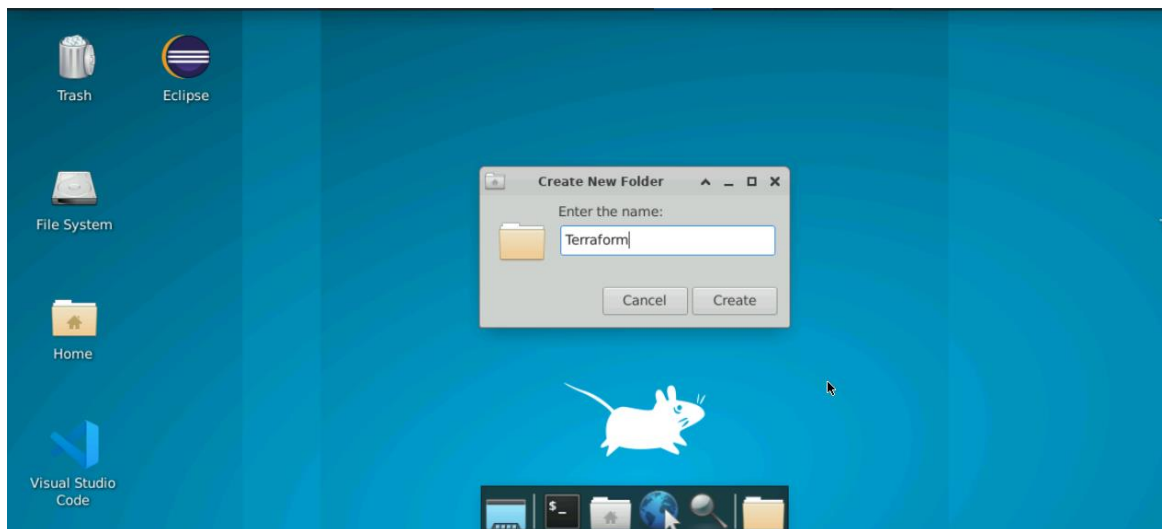 Trash
Eclipse
File System
Home
Visual Studio
Code
Create New Folder
Enter the name:
Terraform
Cancel
Create
$_